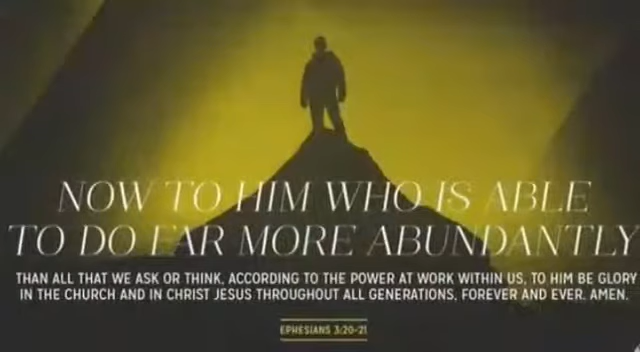 NOW TO HIM WHO IS ABLE
TO DO FAR MORE ABUNDANTLY
THAN ALL THAT WE ASK OR THINK, ACCORDING TO THE POWER AT WORK WITHIN US, TO HIM BE GLORY
IN THE CHURCH AND IN CHRIST JESUS THROUGHOUT ALL GENERATIONS, FOREVER AND EVER. AMEN.
EPHESIANS 3:20-21